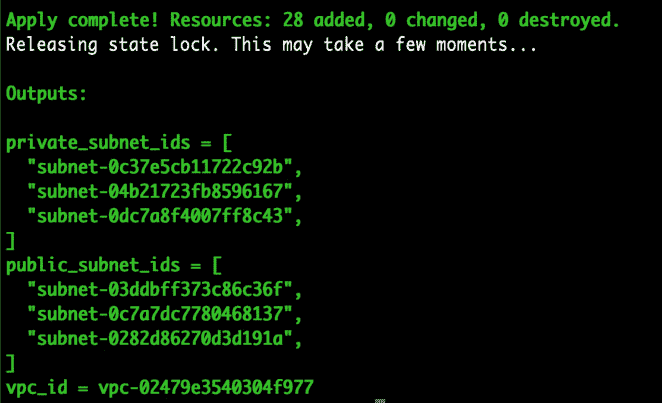 Apply complete! Resources: 28 added, 0 changed, 0 destroyed.
Releasing state lock. This may take a few moments...
Outputs:
private_subnet_ids = [
"subnet-0c37e5cb11722c92b",
"subnet-04b21723fb8596167",
"subnet-0dc7a8f4007ff8c43",
]
public_subnet_ids = [
"subnet-03ddbff373c86c36f",
"subnet-0c7a7dc7780468137",
"subnet-0282d86270d3d191a",
]
vpc_id = vpc-02479e3540304f977